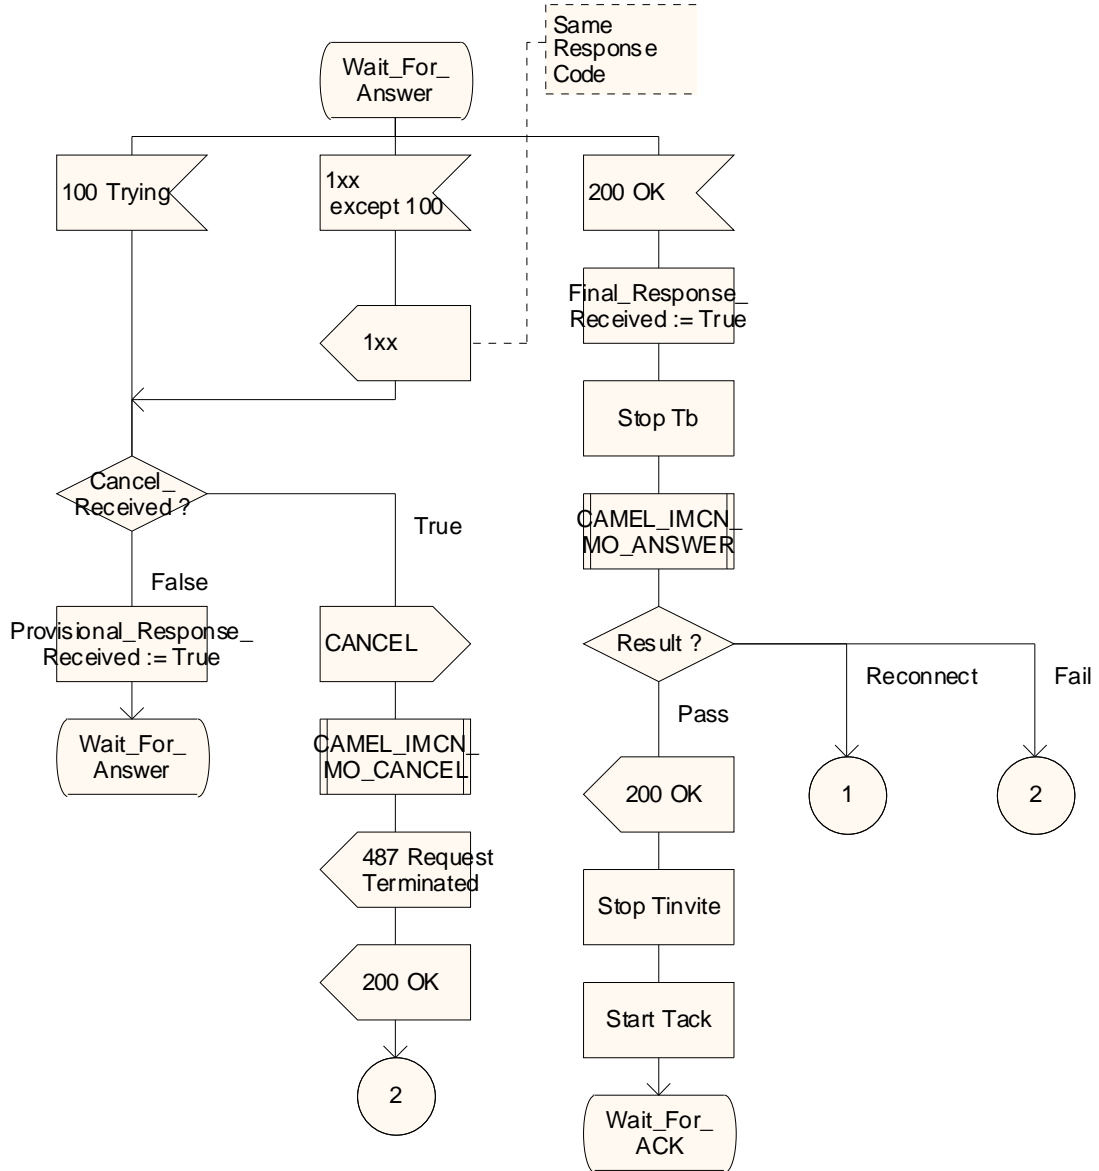 Same
Response
Code
Wait_For_
Answer
100 Trying
1xx
except 100
200 OK
Final_Response_
Received := True
1xx
Stop Tb
Cancel_
Received ?
True
CAMEL_IMCN_
MO_ANSWER
False
Provisional_Response_
Received := True
CANCEL
Result ?
Reconnect
Fail
Pass
Wait_For_
Answer
CAMEL_IMCN_
MO_CANCEL
200 OK
1
2
487 Request
Terminated
Stop Tinvite
200 OK
Start Tack
2
Wait_For_
ACK